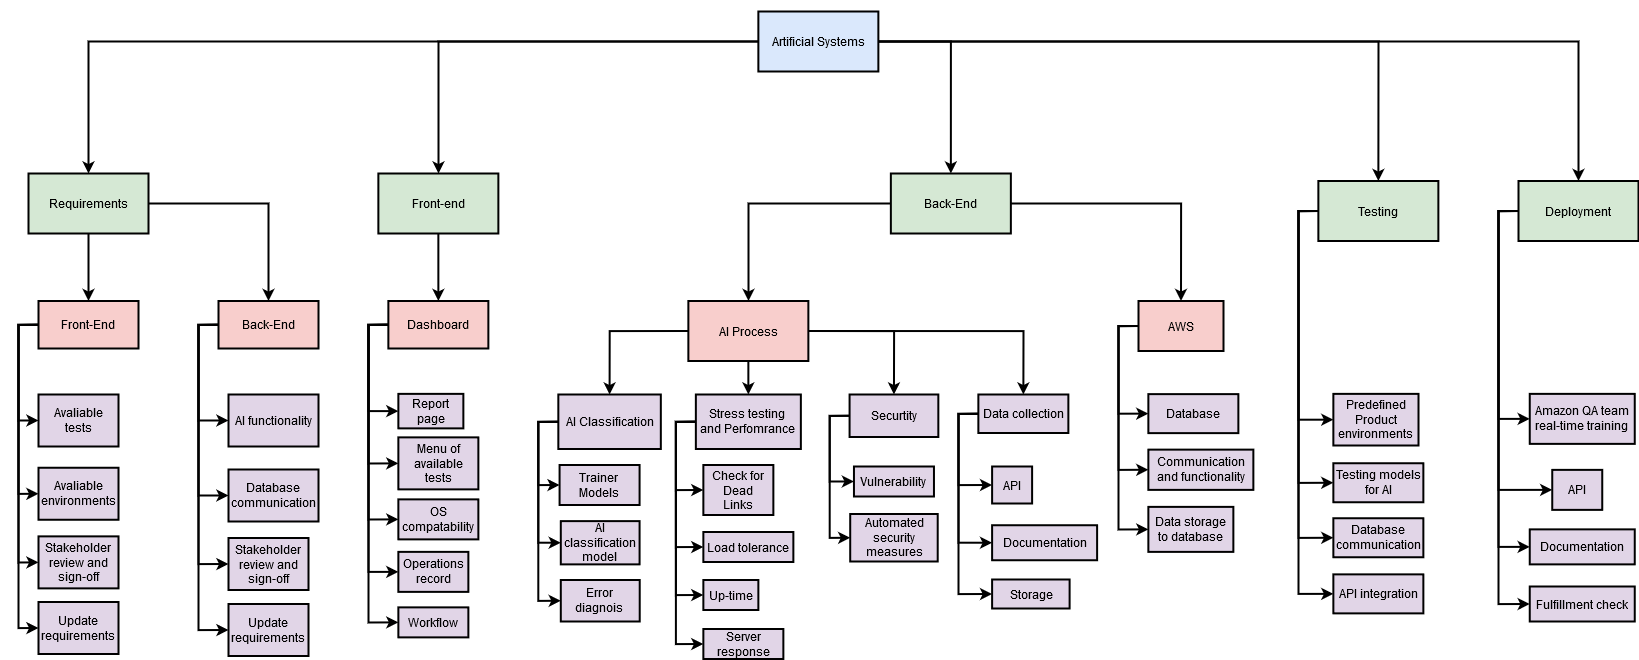 Artificial Systems
Requirements
Front-end
Back-End
Testing
Deployment
Front-End
Back-End
Dashboard
AI Process
AWS
Avaliable
tests
Avaliable
environments
Stakeholder
review and
sign-off
Update
requirements
AI functionality
Database
communication
Stakeholder
review and
sign-off
Update
requirements
Report
page
Menu of
available
tests
OS
compatability
Operations
record
Workflow
AI Classification
Trainer
Models
AI
classification
model
Error
diagnois
Stress testing
and Perfomrance
Check for
Dead
Links
Load tolerance
Up-time
Server
response
Securtity
Vulnerability
Automated
security
measures
Data collection
API
Documentation
Storage
Database
Communication
and functionality
Data storage
to database
Predefined
Product
environments
Testing models
for AI
Database
communication
API integration
Amazon QA team
real-time training
API
Documentation
Fulfillment check